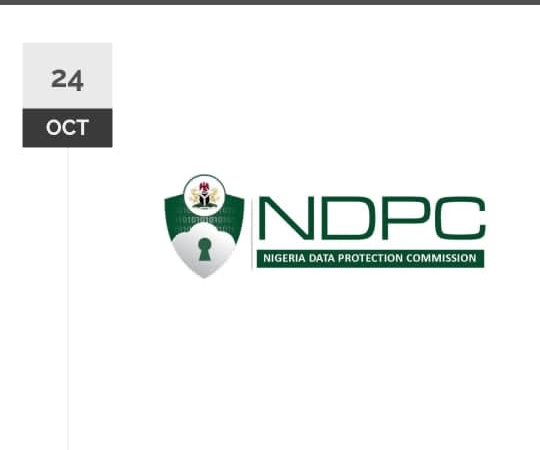 24
OCT
NDPC
NIGERIA DATA PROTECTION COMMISSION